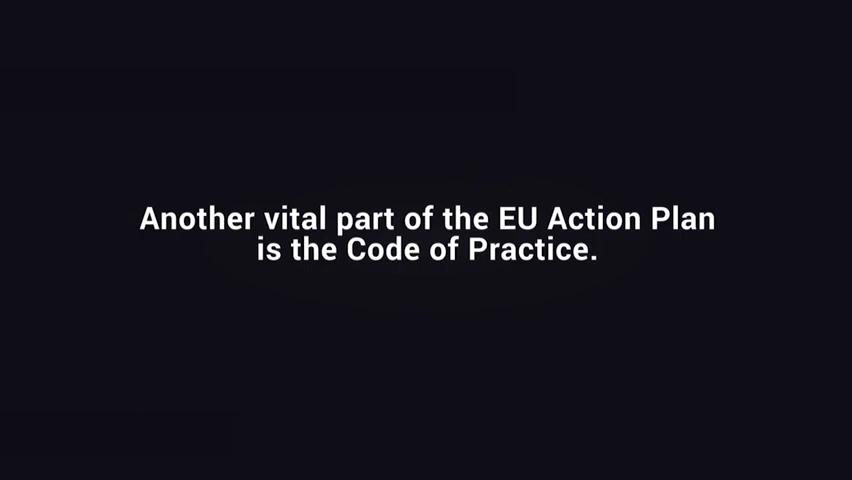 Another vital part of the EU Action Plan
is the Code of Practice.